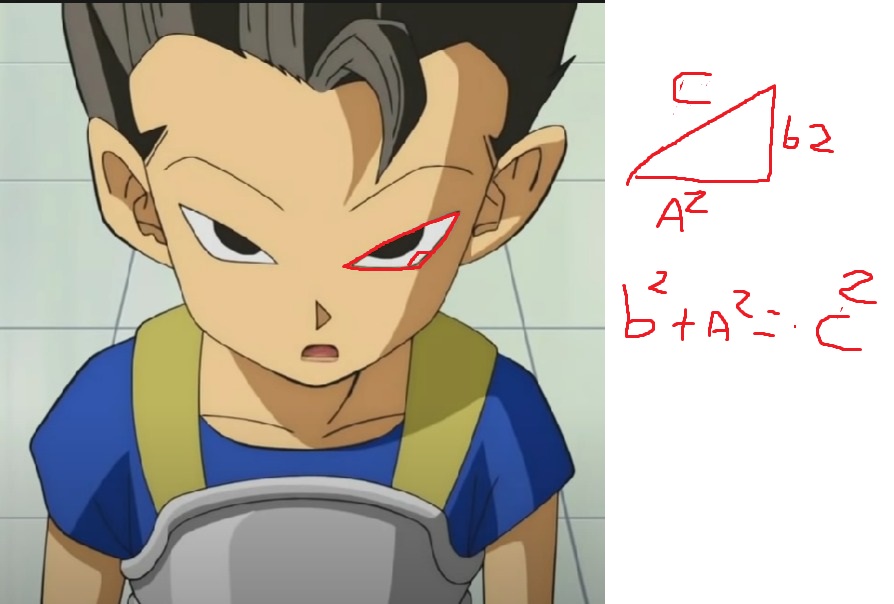 C
b2
A²
b² + A² = . C²